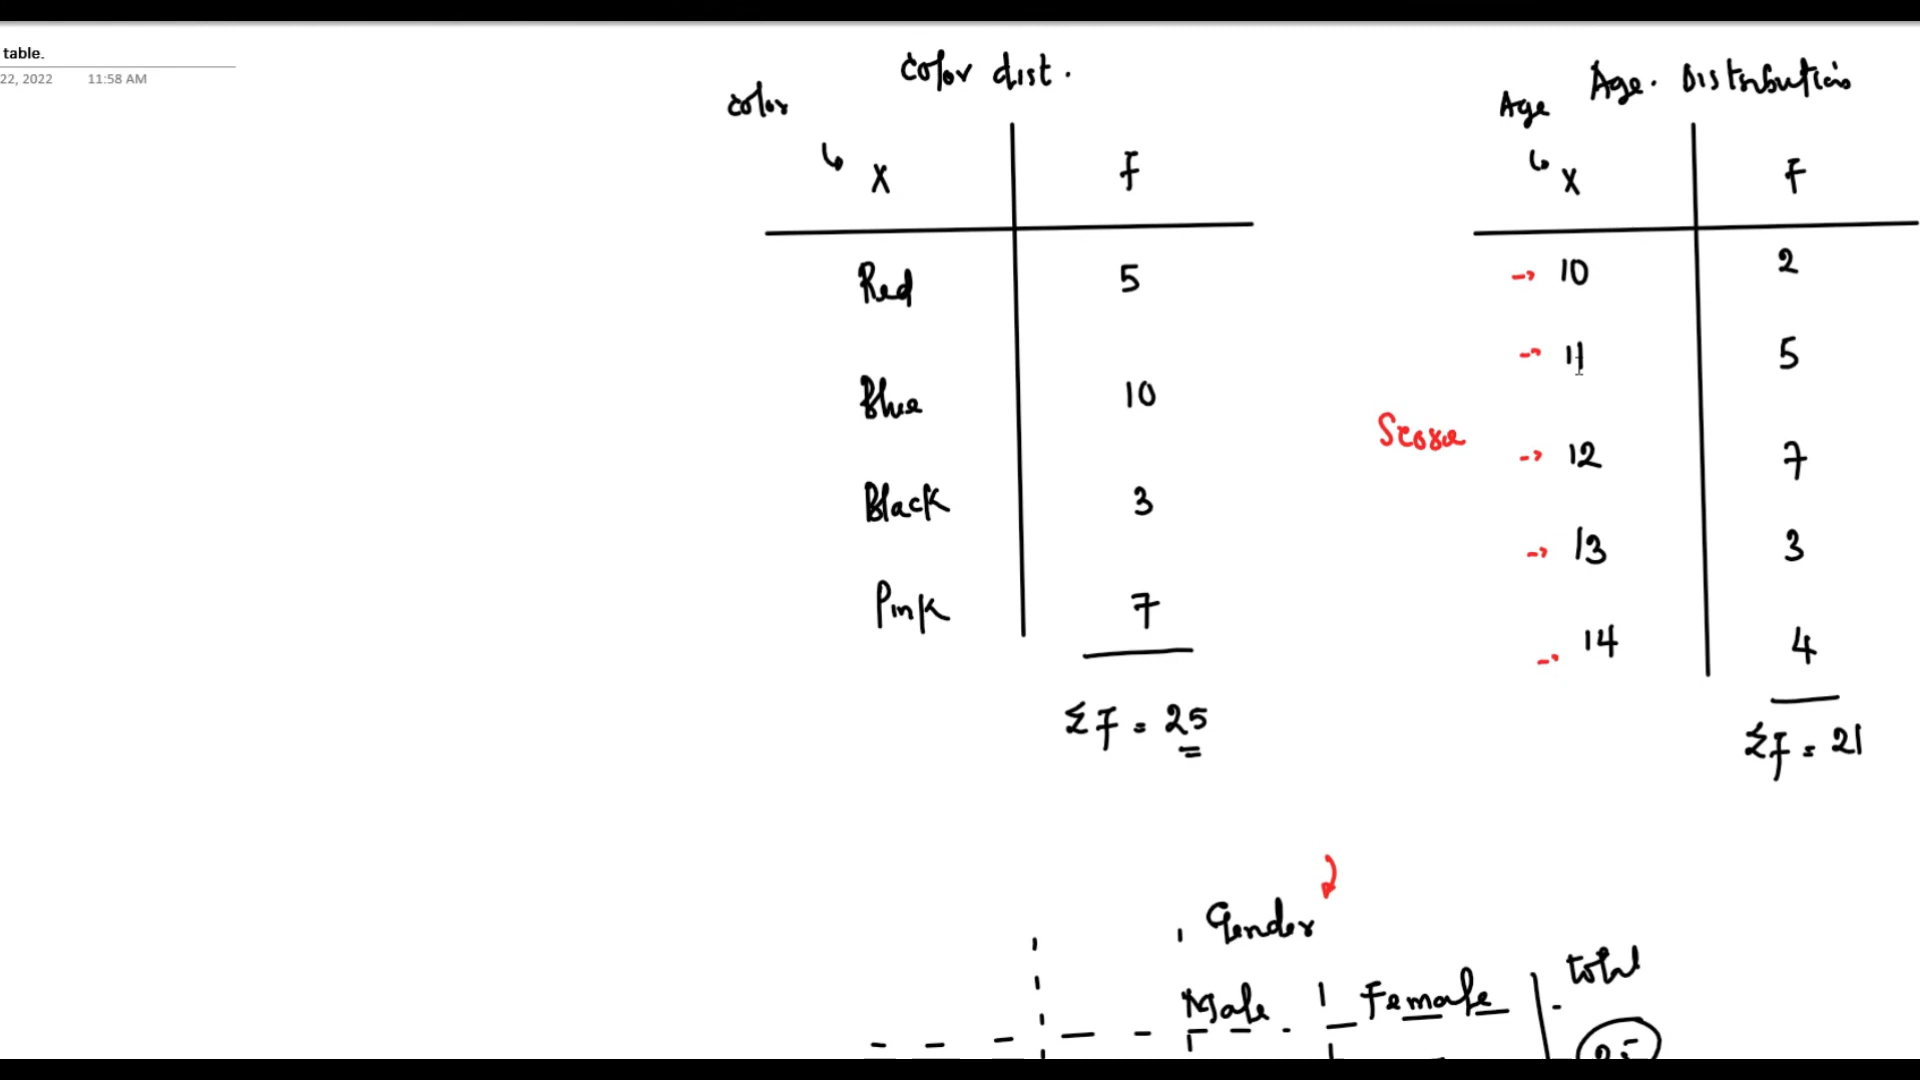 table.
22, 2022 11:58 AM
Color dist.
Color
X F
Red 5
Blue 10
Black 3
Pink 7
Σf = 25
Age. Distribution
Age
X F
10 2
11 5
Score
12 7
13 3
14 4
Σf = 21
Gender
Male Female total
25